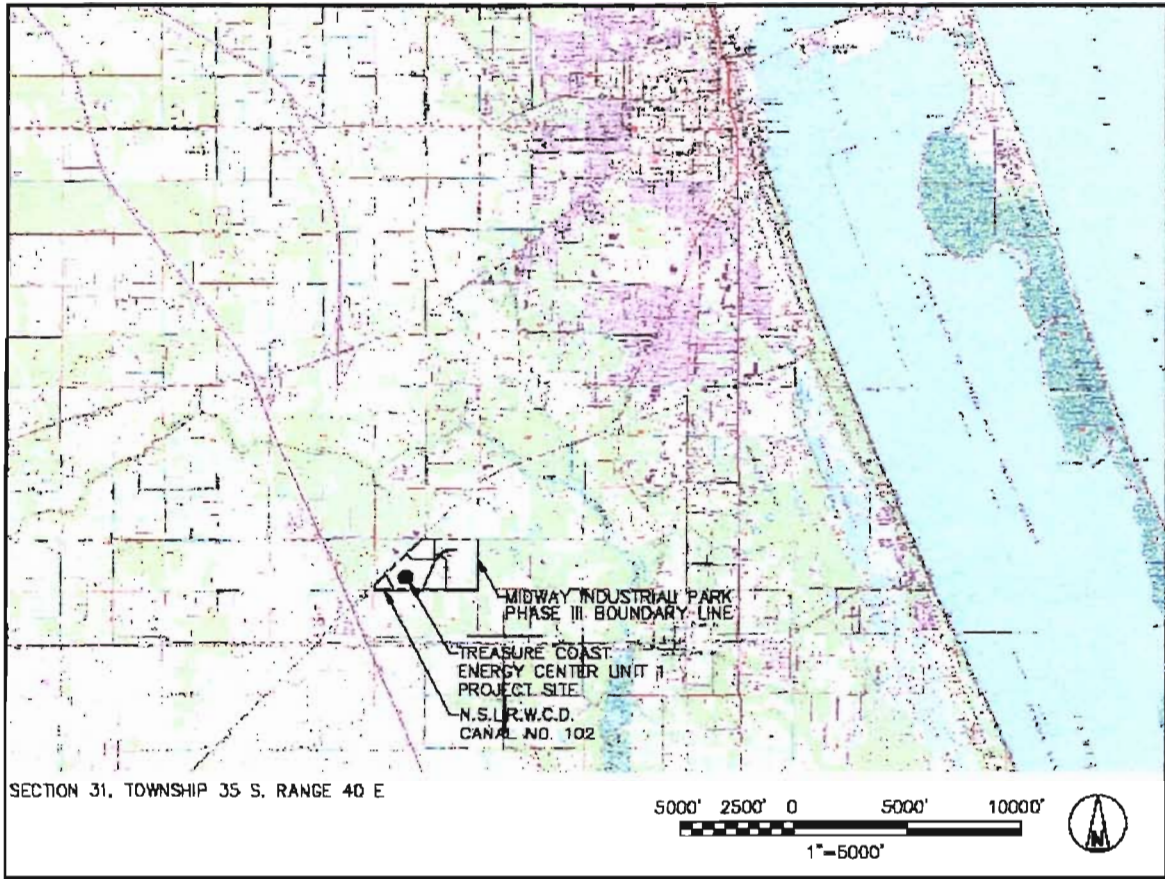 MIDWAY INDUSTRIAL PARK
PHASE III BOUNDARY LINE
TREASURE COAST
ENERGY CENTER UNIT 1
PROJECT SITE
N.S.L.R.W.C.D.
CANAL NO. 102
SECTION 31, TOWNSHIP 35 S, RANGE 40 E
5000' 2500' 0 5000' 10000'
1"=5000'
N